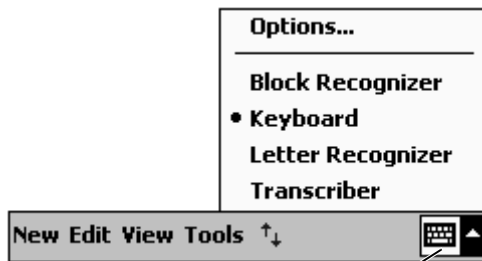 Options...
Block Recognizer
Keyboard
Letter Recognizer
Transcriber
New Edit View Tools